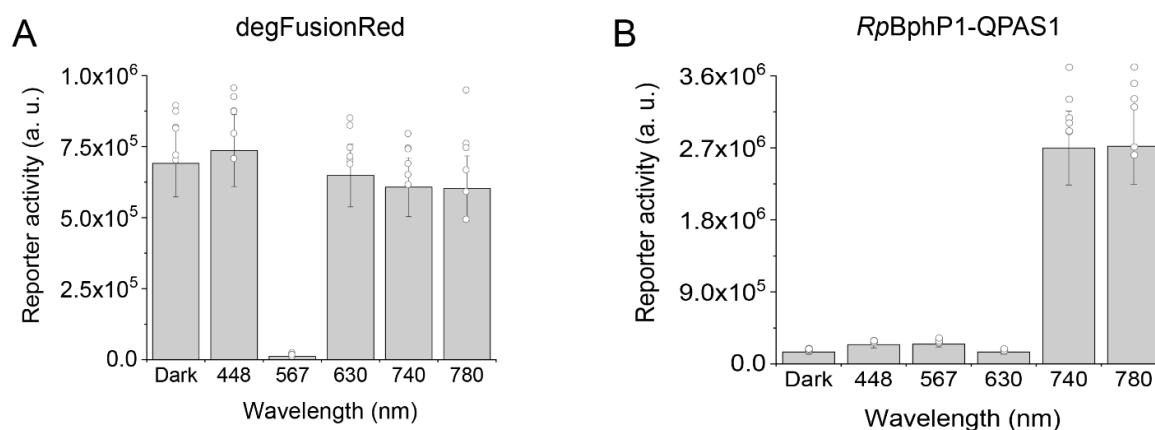 A
degFusionRed
Reporter activity (a. u.)
1.0x10⁶
7.5x10⁵
5.0x10⁵
2.5x10⁵
0.0
Dark 448 567 630 740 780
Wavelength (nm)
B
RpBphP1-QPAS1
Reporter activity (a. u.)
3.6x10⁶
2.7x10⁶
1.8x10⁶
9.0x10⁵
0.0
Dark 448 567 630 740 780
Wavelength (nm)